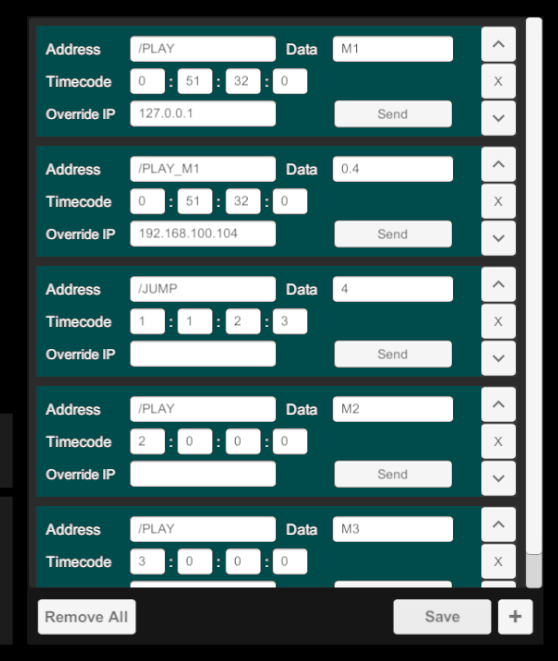 Address /PLAY Data M1 ^
Timecode 0 : 51 : 32 : 0 X
Override IP 127.0.0.1 Send
Address /PLAY_M1 Data 0.4 ^
Timecode 0 : 51 : 32 : 0 X
Override IP 192.168.100.104 Send
Address /JUMP Data 4 ^
Timecode 1 : 1 : 2 : 3 X
Override IP Send
Address /PLAY Data M2 ^
Timecode 2 : 0 : 0 : 0 X
Override IP Send
Address /PLAY Data M3 ^
Timecode 3 : 0 : 0 : 0 X
Remove All Save +